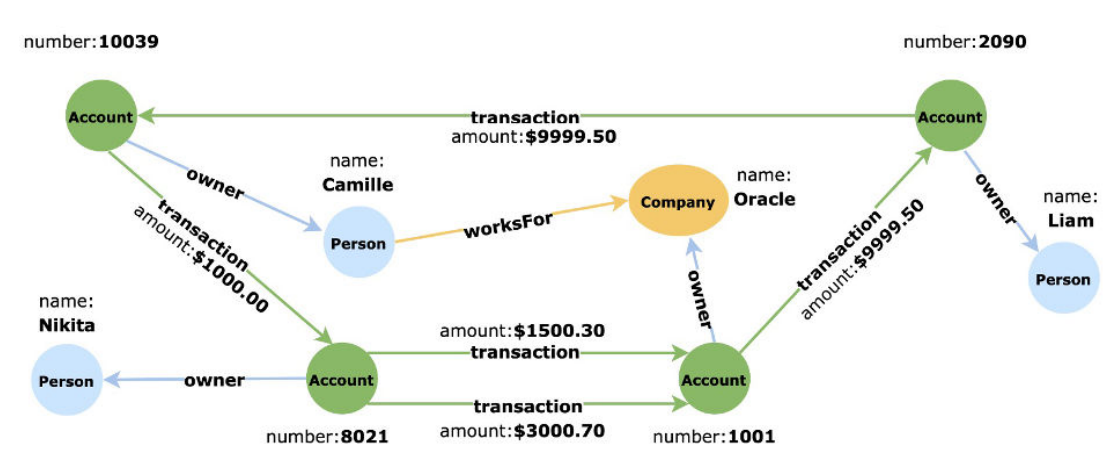 number:10039
number:2090
Account
Account
transaction
amount:$9999.50
name:
Camille
owner
name:
Oracle
Company
name:
Liam
owner
transaction
amount:$1000.00
Person
worksFor
transaction
amount:$9999.50
Person
owner
name:
Nikita
amount:$1500.30
transaction
Person
owner
Account
Account
transaction
amount:$3000.70
number:8021
number:1001